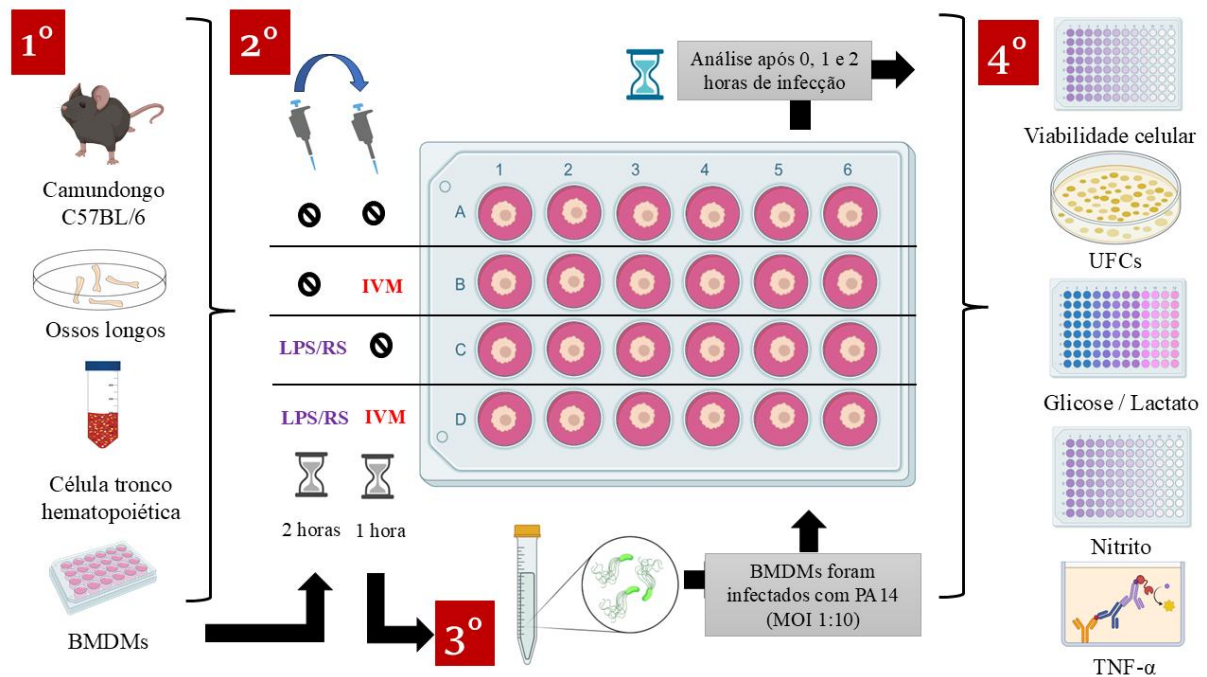 1º
Camundongo
C57BL/6
Ossos longos
Célula tronco
hematopoiética
BMDMs
2º
IVM
LPS/RS
LPS/RS IVM
2 horas 1 hora
1 2 3 4 5 6
A
B
C
D
3º
BMDMs foram
infectados com PA14
(MOI 1:10)
Análise após 0, 1 e 2
horas de infecção
4º
Viabilidade celular
UFCs
Glicose / Lactato
Nitrito
TNF-α